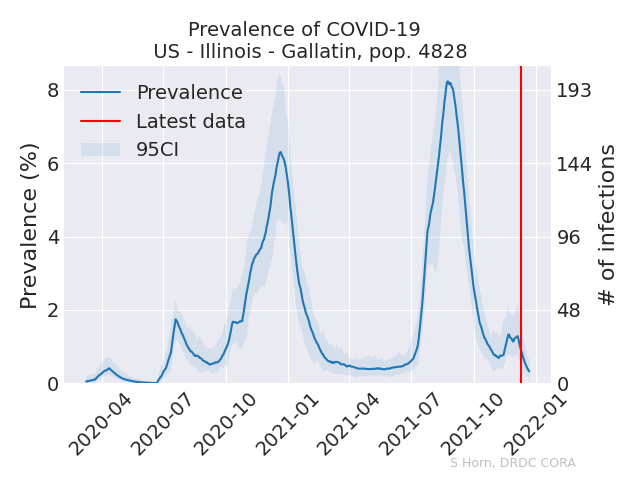 Prevalence of COVID-19
US - Illinois - Gallatin, pop. 4828
Prevalence
Latest data
95CI
Prevalence (%)
8
6
4
2
0
193
144
96
48
0
# of infections
2020-04
2020-07
2020-10
2021-01
2021-04
2021-07
2021-10
2022-01
S Horn, DRDC CORA